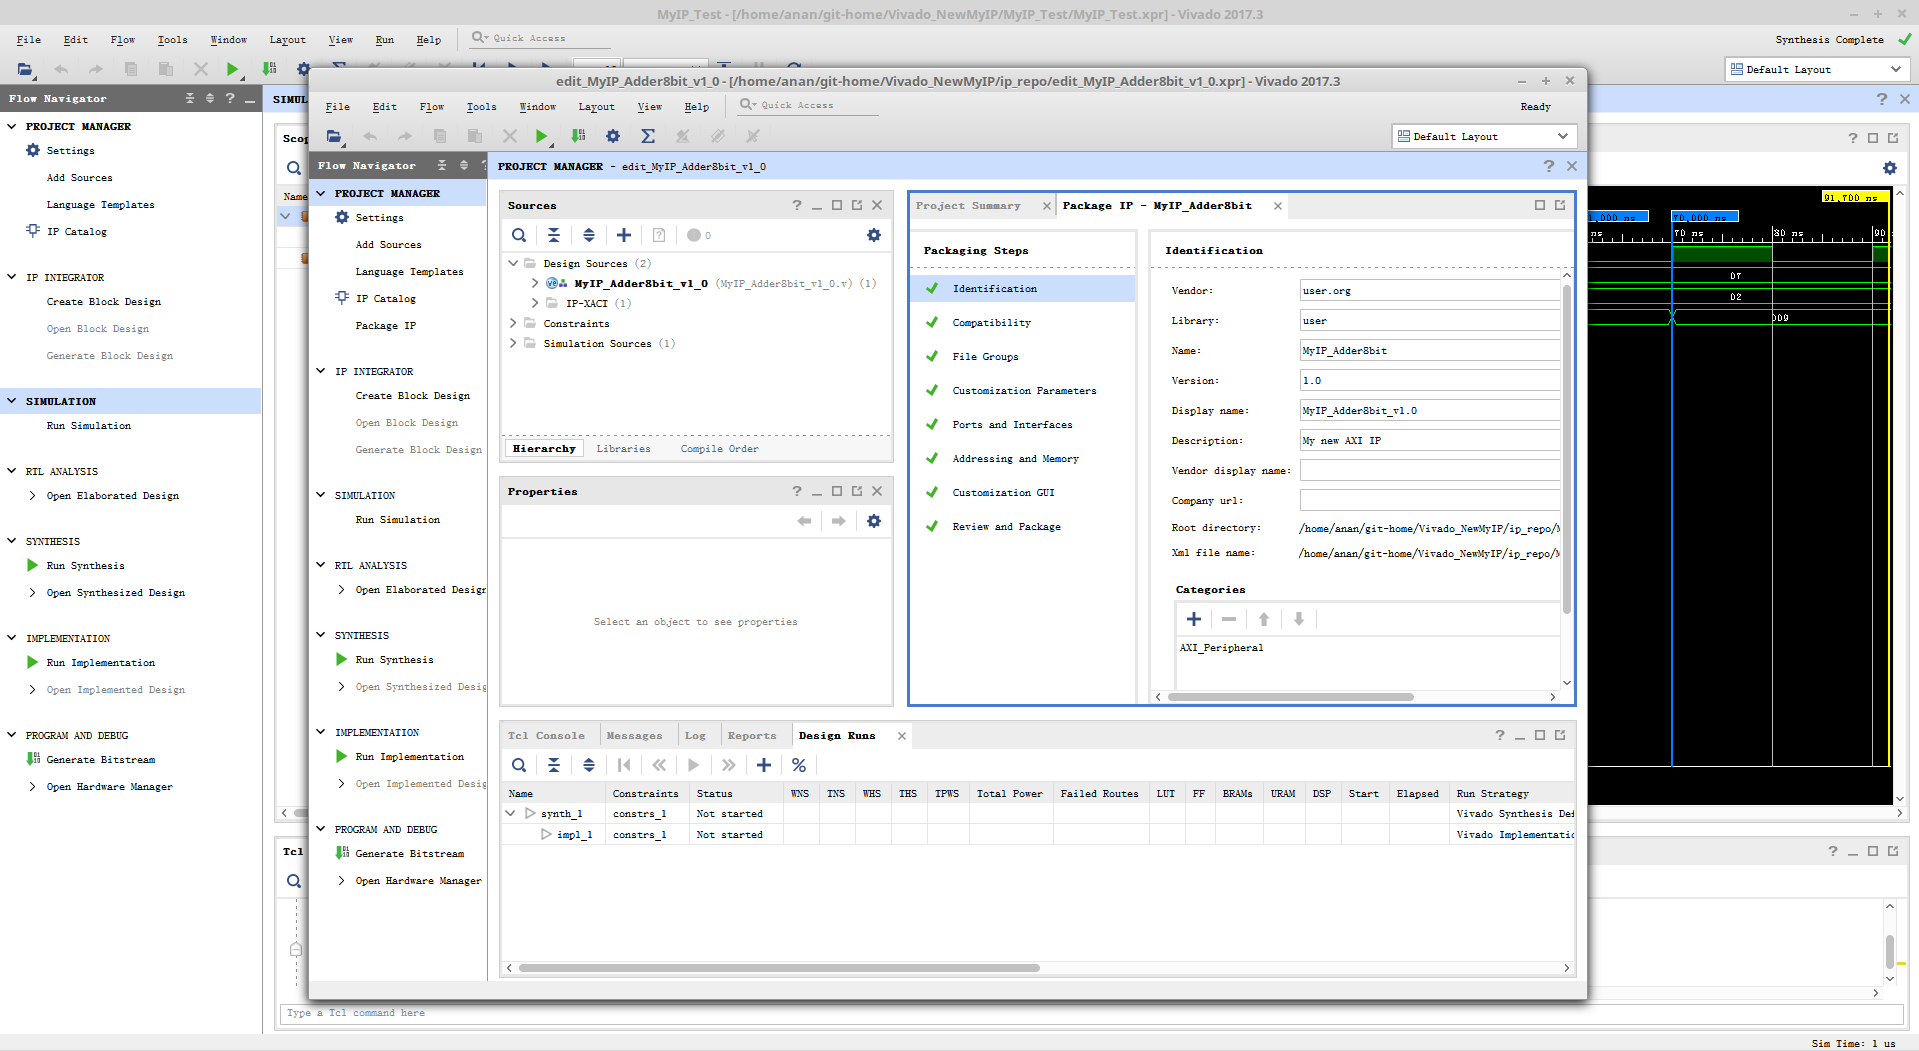 MyIP_Test - [/home/anan/git-home/Vivado_NewMyIP/MyIP_Test/MyIP_Test.xpr] - Vivado 2017.3
File Edit Flow Tools Window Layout View Run Help Quick Access
Synthesis Complete
Default Layout
Flow Navigator
PROJECT MANAGER
Settings
Add Sources
Language Templates
IP Catalog
IP INTEGRATOR
Create Block Design
Open Block Design
Generate Block Design
SIMULATION
Run Simulation
RTL ANALYSIS
Open Elaborated Design
SYNTHESIS
Run Synthesis
Open Synthesized Design
IMPLEMENTATION
Run Implementation
Open Implemented Design
PROGRAM AND DEBUG
Generate Bitstream
Open Hardware Manager
SIMUL
Scop
Name
Tcl
Type a Tcl command here
edit_MyIP_Adder8bit_v1_0 - [/home/anan/git-home/Vivado_NewMyIP/ip_repo/edit_MyIP_Adder8bit_v1_0.xpr] - Vivado 2017.3
File Edit Flow Tools Window Layout View Help Quick Access
Ready
Default Layout
Flow Navigator
PROJECT MANAGER
Settings
Add Sources
Language Templates
IP Catalog
Package IP
IP INTEGRATOR
Create Block Design
Open Block Design
Generate Block Design
SIMULATION
Run Simulation
RTL ANALYSIS
Open Elaborated Design
SYNTHESIS
Run Synthesis
Open Synthesized Desig
IMPLEMENTATION
Run Implementation
Open Implemented Desig
PROGRAM AND DEBUG
Generate Bitstream
Open Hardware Manager
PROJECT MANAGER - edit_MyIP_Adder8bit_v1_0
Sources
0
Design Sources (2)
MyIP_Adder8bit_v1_0 (MyIP_Adder8bit_v1_0.v) (1)
IP-XACT (1)
Constraints
Simulation Sources (1)
Hierarchy Libraries Compile Order
Properties
Select an object to see properties
Project Summary Package IP - MyIP_Adder8bit
Packaging Steps
Identification
Compatibility
File Groups
Customization Parameters
Ports and Interfaces
Addressing and Memory
Customization GUI
Review and Package
Identification
Vendor: user.org
Library: user
Name: MyIP_Adder8bit
Version: 1.0
Display name: MyIP_Adder8bit_v1.0
Description: My new AXI IP
Vendor display name:
Company url:
Root directory: /home/anan/git-home/Vivado_NewMyIP/ip_repo/M
Xml file name: /home/anan/git-home/Vivado_NewMyIP/ip_repo/M
Categories
AXI_Peripheral
Tcl Console Messages Log Reports Design Runs
Name Constraints Status WNS TNS WHS THS TPWS Total Power Failed Routes LUT FF BRAMs URAM DSP Start Elapsed Run Strategy
synth_1 constrs_1 Not started Vivado Synthesis Def
impl_1 constrs_1 Not started Vivado Implementatio
91,700 ns
70,000 ns
ns 70 ns 80 ns 90
D7
D2
Sim Time: 1 us